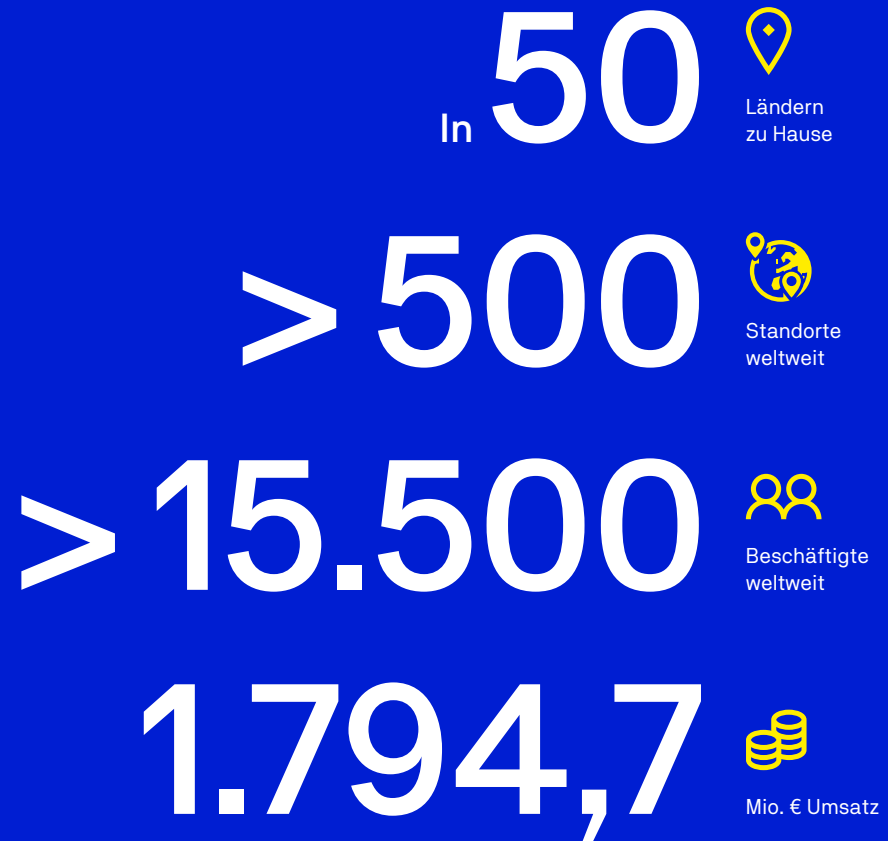 In 50
Ländern
zu Hause
> 500
Standorte
weltweit
> 15.500
Beschäftigte
weltweit
1.794,7
Mio. € Umsatz